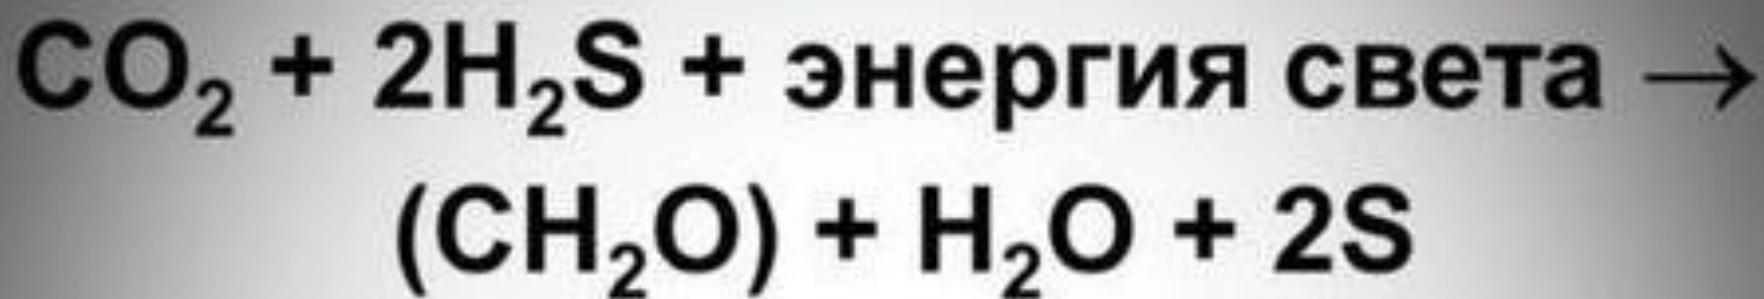 CO₂ + 2H₂S + энергия света →
(CH₂O) + H₂O + 2S